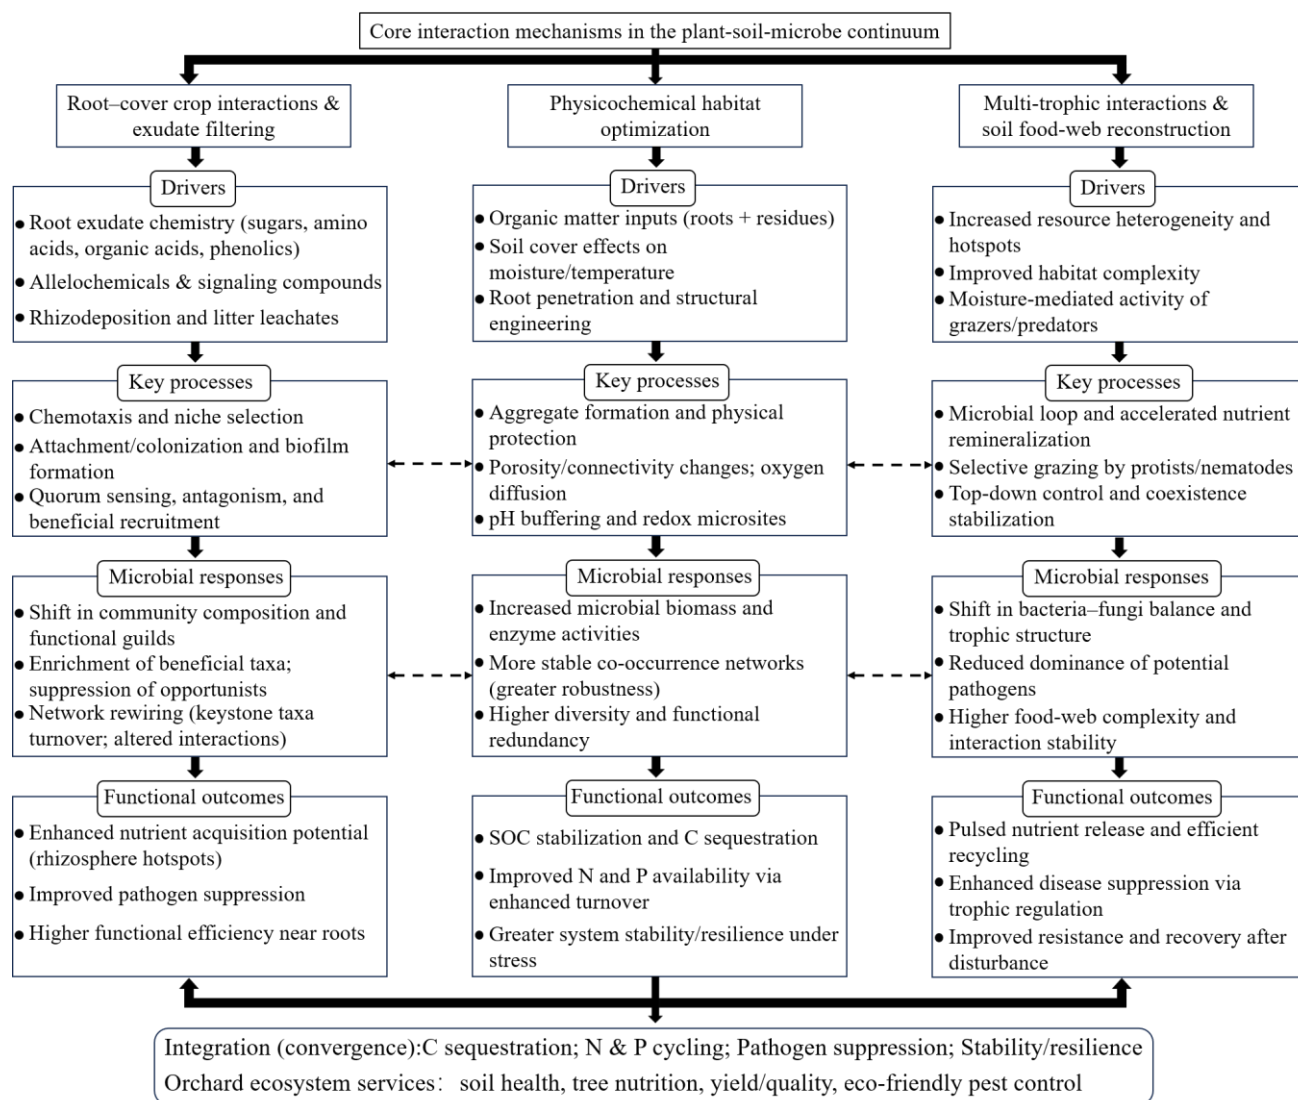 Core interaction mechanisms in the plant-soil-microbe continuum
Root–cover crop interactions &
exudate filtering
Drivers
● Root exudate chemistry (sugars, amino
acids, organic acids, phenolics)
● Allelochemicals & signaling compounds
● Rhizodeposition and litter leachates
Key processes
● Chemotaxis and niche selection
● Attachment/colonization and biofilm
formation
● Quorum sensing, antagonism, and
beneficial recruitment
Microbial responses
● Shift in community composition and
functional guilds
● Enrichment of beneficial taxa;
suppression of opportunists
● Network rewiring (keystone taxa
turnover; altered interactions)
Functional outcomes
● Enhanced nutrient acquisition potential
(rhizosphere hotspots)
● Improved pathogen suppression
● Higher functional efficiency near roots
Physicochemical habitat
optimization
Drivers
● Organic matter inputs (roots + residues)
● Soil cover effects on
moisture/temperature
● Root penetration and structural
engineering
Key processes
● Aggregate formation and physical
protection
● Porosity/connectivity changes; oxygen
diffusion
● pH buffering and redox microsites
Microbial responses
● Increased microbial biomass and
enzyme activities
● More stable co-occurrence networks
(greater robustness)
● Higher diversity and functional
redundancy
Functional outcomes
● SOC stabilization and C sequestration
● Improved N and P availability via
enhanced turnover
● Greater system stability/resilience under
stress
Multi-trophic interactions &
soil food-web reconstruction
Drivers
● Increased resource heterogeneity and
hotspots
● Improved habitat complexity
● Moisture-mediated activity of
grazers/predators
Key processes
● Microbial loop and accelerated nutrient
remineralization
● Selective grazing by protists/nematodes
● Top-down control and coexistence
stabilization
Microbial responses
● Shift in bacteria–fungi balance and
trophic structure
● Reduced dominance of potential
pathogens
● Higher food-web complexity and
interaction stability
Functional outcomes
● Pulsed nutrient release and efficient
recycling
● Enhanced disease suppression via
trophic regulation
● Improved resistance and recovery after
disturbance
Integration (convergence):C sequestration; N & P cycling; Pathogen suppression; Stability/resilience
Orchard ecosystem services： soil health, tree nutrition, yield/quality, eco-friendly pest control